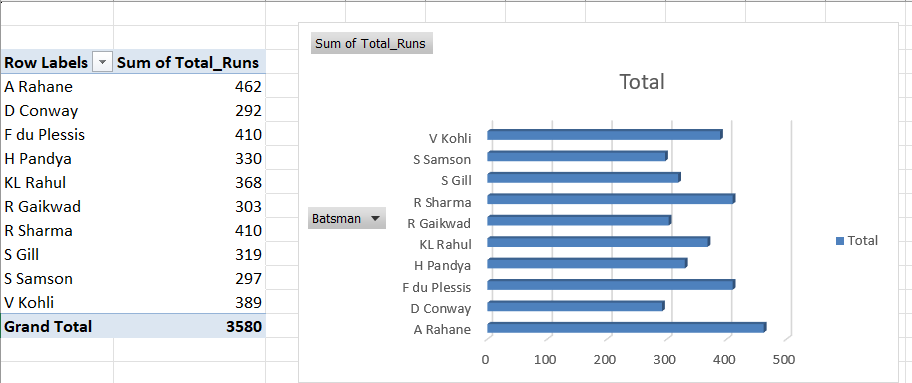 Row Labels Sum of Total_Runs
A Rahane 462
D Conway 292
F du Plessis 410
H Pandya 330
KL Rahul 368
R Gaikwad 303
R Sharma 410
S Gill 319
S Samson 297
V Kohli 389
Grand Total 3580
Sum of Total_Runs
Total
V Kohli
S Samson
S Gill
R Sharma
Batsman
R Gaikwad
KL Rahul
H Pandya
F du Plessis
D Conway
A Rahane
0 100 200 300 400 500
Total